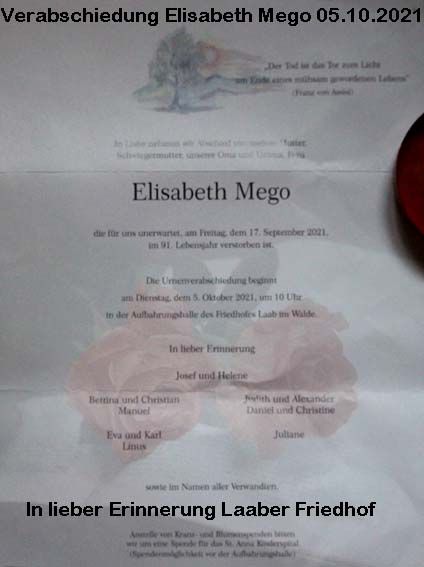 Verabschiedung Elisabeth Mego 05.10.2021
„Der Tod ist das Tor zum Licht
am Ende eines mühsam gewordenen Lebens"
(Franz von Assisi)
In Liebe nehmen wir Abschied von meiner Mutter,
Schwiegermutter, unserer Oma und Uroma, Frau
Elisabeth Mego
die für uns unerwartet, am Freitag, dem 17. September 2021,
im 91. Lebensjahr verstorben ist.
Die Urnenverabschiedung beginnt
am Dienstag, dem 5. Oktober 2021, um 10 Uhr
in der Aufbahrungshalle des Friedhofes Laab im Walde.
In lieber Erinnerung
Josef und Helene
Bettina und Christian
Manuel
Judith und Alexander
Daniel und Christine
Eva und Karl
Linus
Juliane
sowie im Namen aller Verwandten.
In lieber Erinnerung Laaber Friedhof
Anstelle von Kranz- und Blumenspenden bitten
wir um eine Spende für das St. Anna Kinderspital.
(Spendenmöglichkeit vor der Aufbahrungshalle)